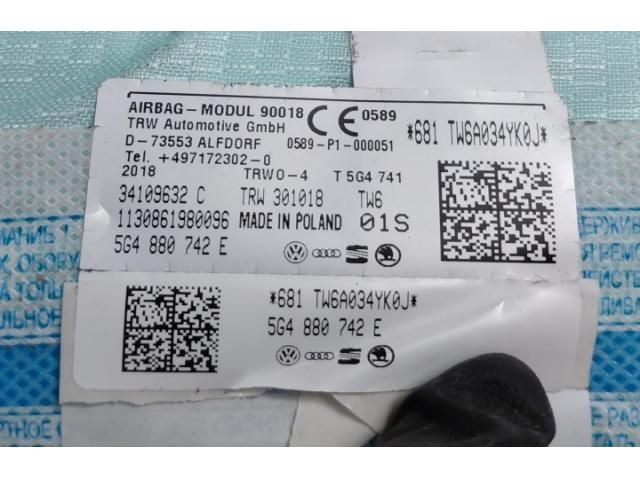 AIRBAG-MODUL 90018 CE 0589
TRW Automotive GmbH
D-73553 ALFDORF 0589-P1-000051
Tel. +497172302-0
2018 TRWO-4 T 5G4 741
34109632 C TRW 301018 TW6
1130861980096 MADE IN POLAND 01S
5G4 880 742 E
*681 TW6A034YK0J*
*681 TW6A034YK0J*
5G4 880 742 E